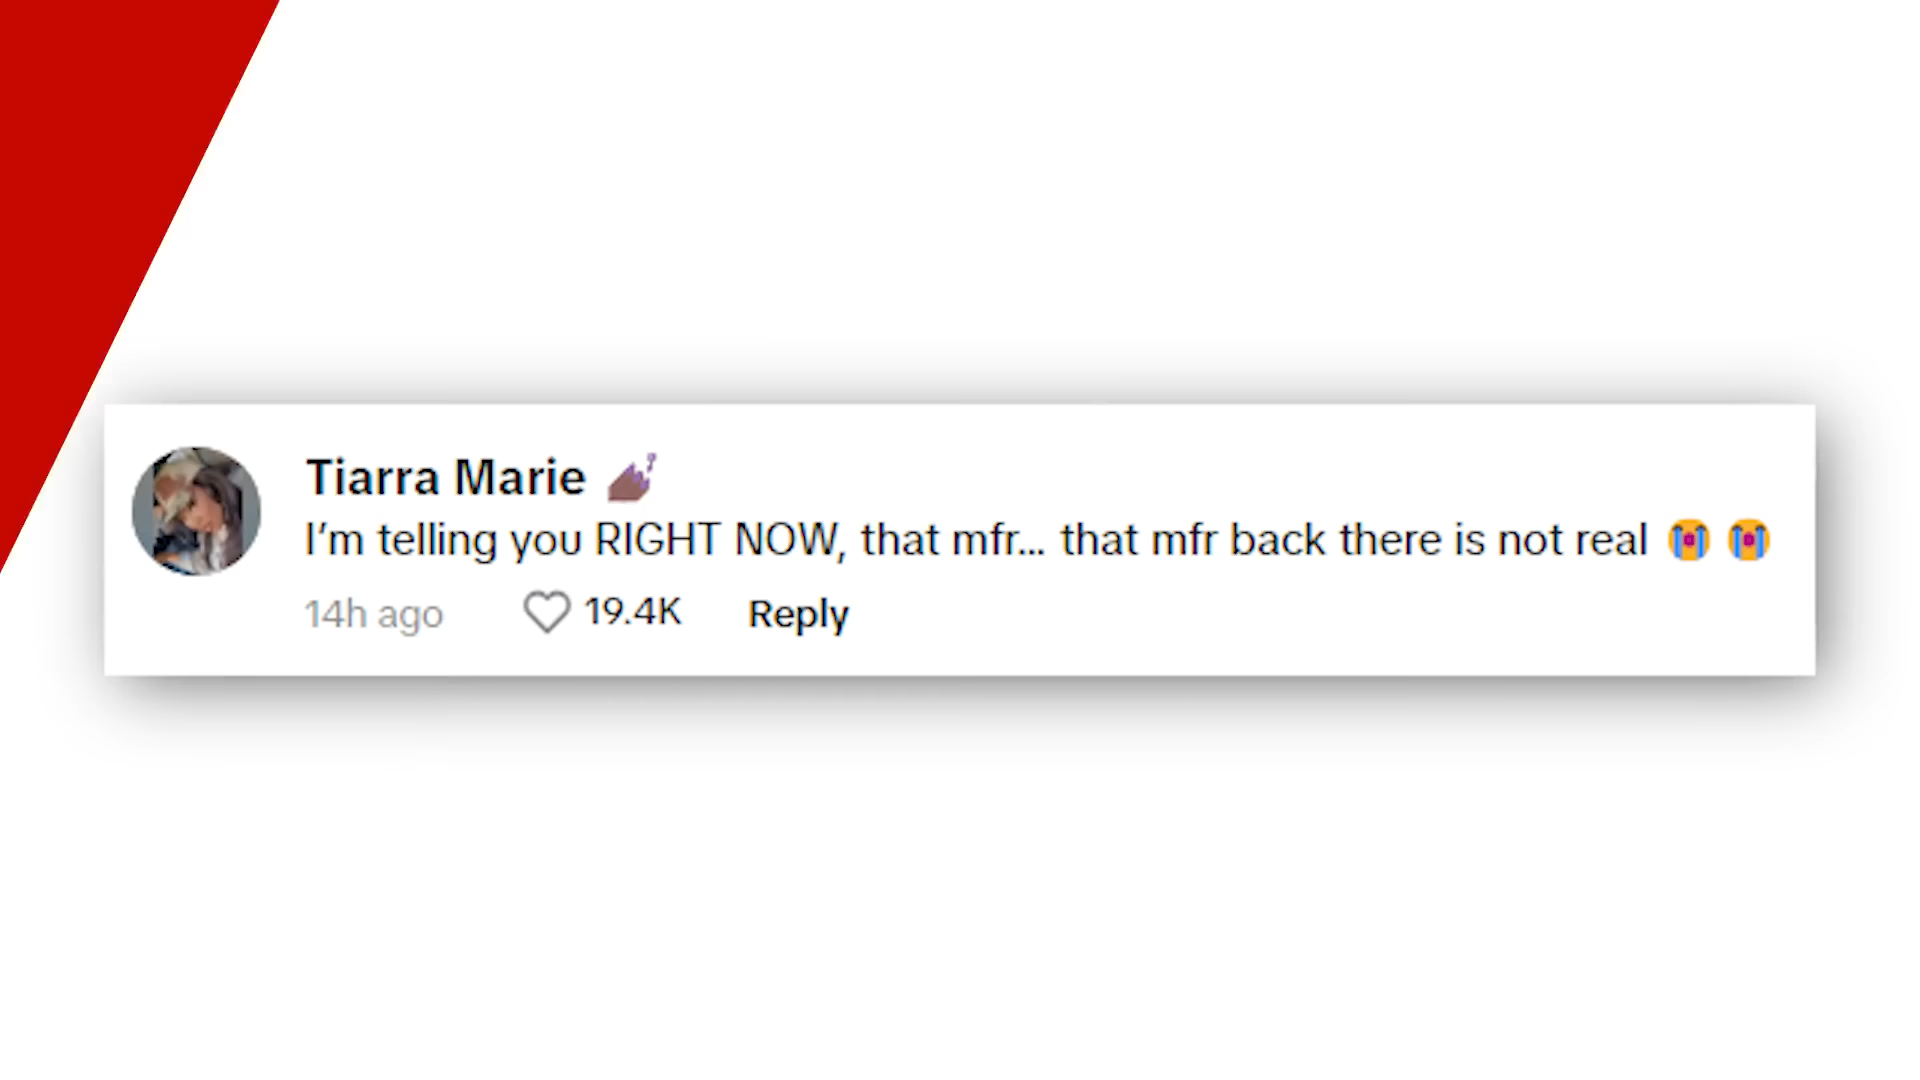 Tiarra Marie 💅🏾
I’m telling you RIGHT NOW, that mfr... that mfr back there is not real 😭 😭
14h ago 19.4K Reply